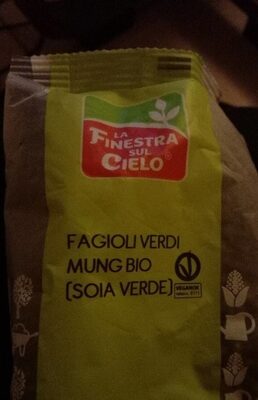 LA
FINESTRA
SUL
CIELO®
FAGIOLI VERDI
MUNG BIO
(SOIA VERDE)
VEGANOK